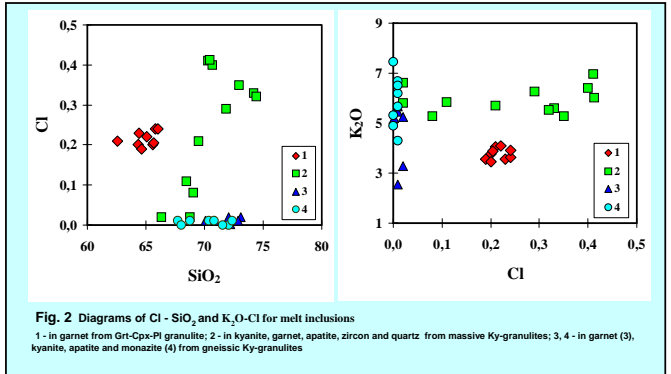 0,5
0,4
0,3
0,2
0,1
0,0
Cl
60 65 70 75 80
SiO2
1
2
3
4
9
7
5
3
1
K2O
0,0 0,1 0,2 0,3 0,4 0,5
Cl
1
2
3
4
Fig. 2 Diagrams of Cl - SiO2 and K2O-Cl for melt inclusions
1 - in garnet from Grt-Cpx-Pl granulite; 2 - in kyanite, garnet, apatite, zircon and quartz from massive Ky-granulites; 3, 4 - in garnet (3),
kyanite, apatite and monazite (4) from gneissic Ky-granulites